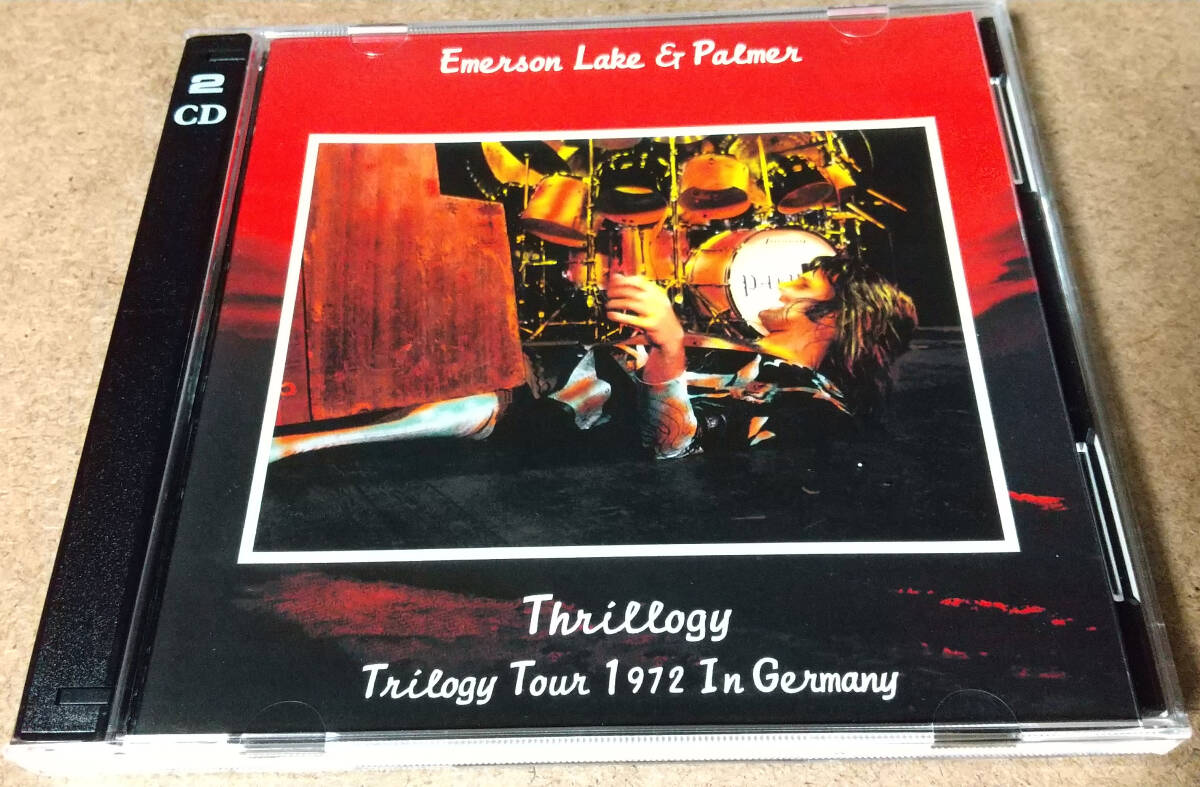 2
CD
Emerson Lake & Palmer
Thrillogy
Trilogy Tour 1972 In Germany